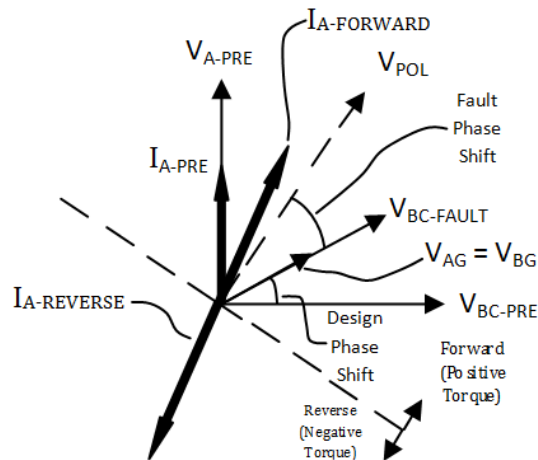 IA-FORWARD
VA-PRE
VPOL
Fault
Phase
Shift
IA-PRE
VBC-FAULT
VAG = VBG
IA-REVERSE
VBC-PRE
Design
Phase
Shift
Forward
(Positive
Torque)
Reverse
(Negative
Torque)